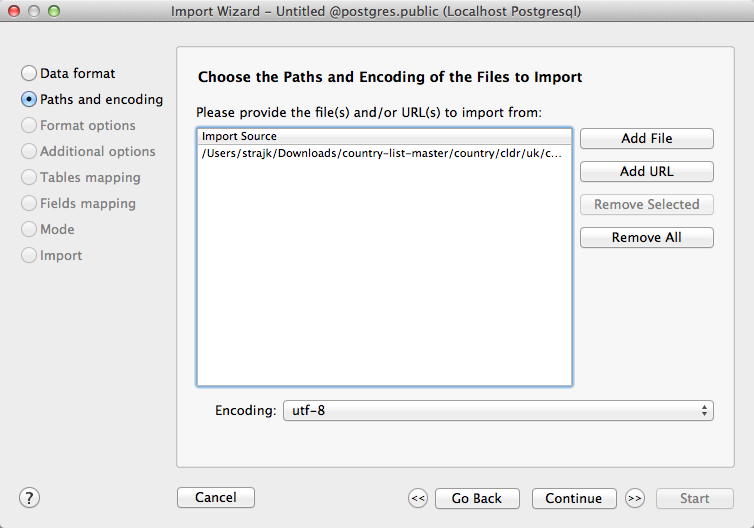 Import Wizard – Untitled @postgres.public (Localhost Postgresql)
Data format
Paths and encoding
Format options
Additional options
Tables mapping
Fields mapping
Mode
Import
Choose the Paths and Encoding of the Files to Import
Please provide the file(s) and/or URL(s) to import from:
Import Source
/Users/strajk/Downloads/country-list-master/country/cldr/uk/c...
Add File
Add URL
Remove Selected
Remove All
Encoding: utf-8
? Cancel << Go Back Continue >> Start